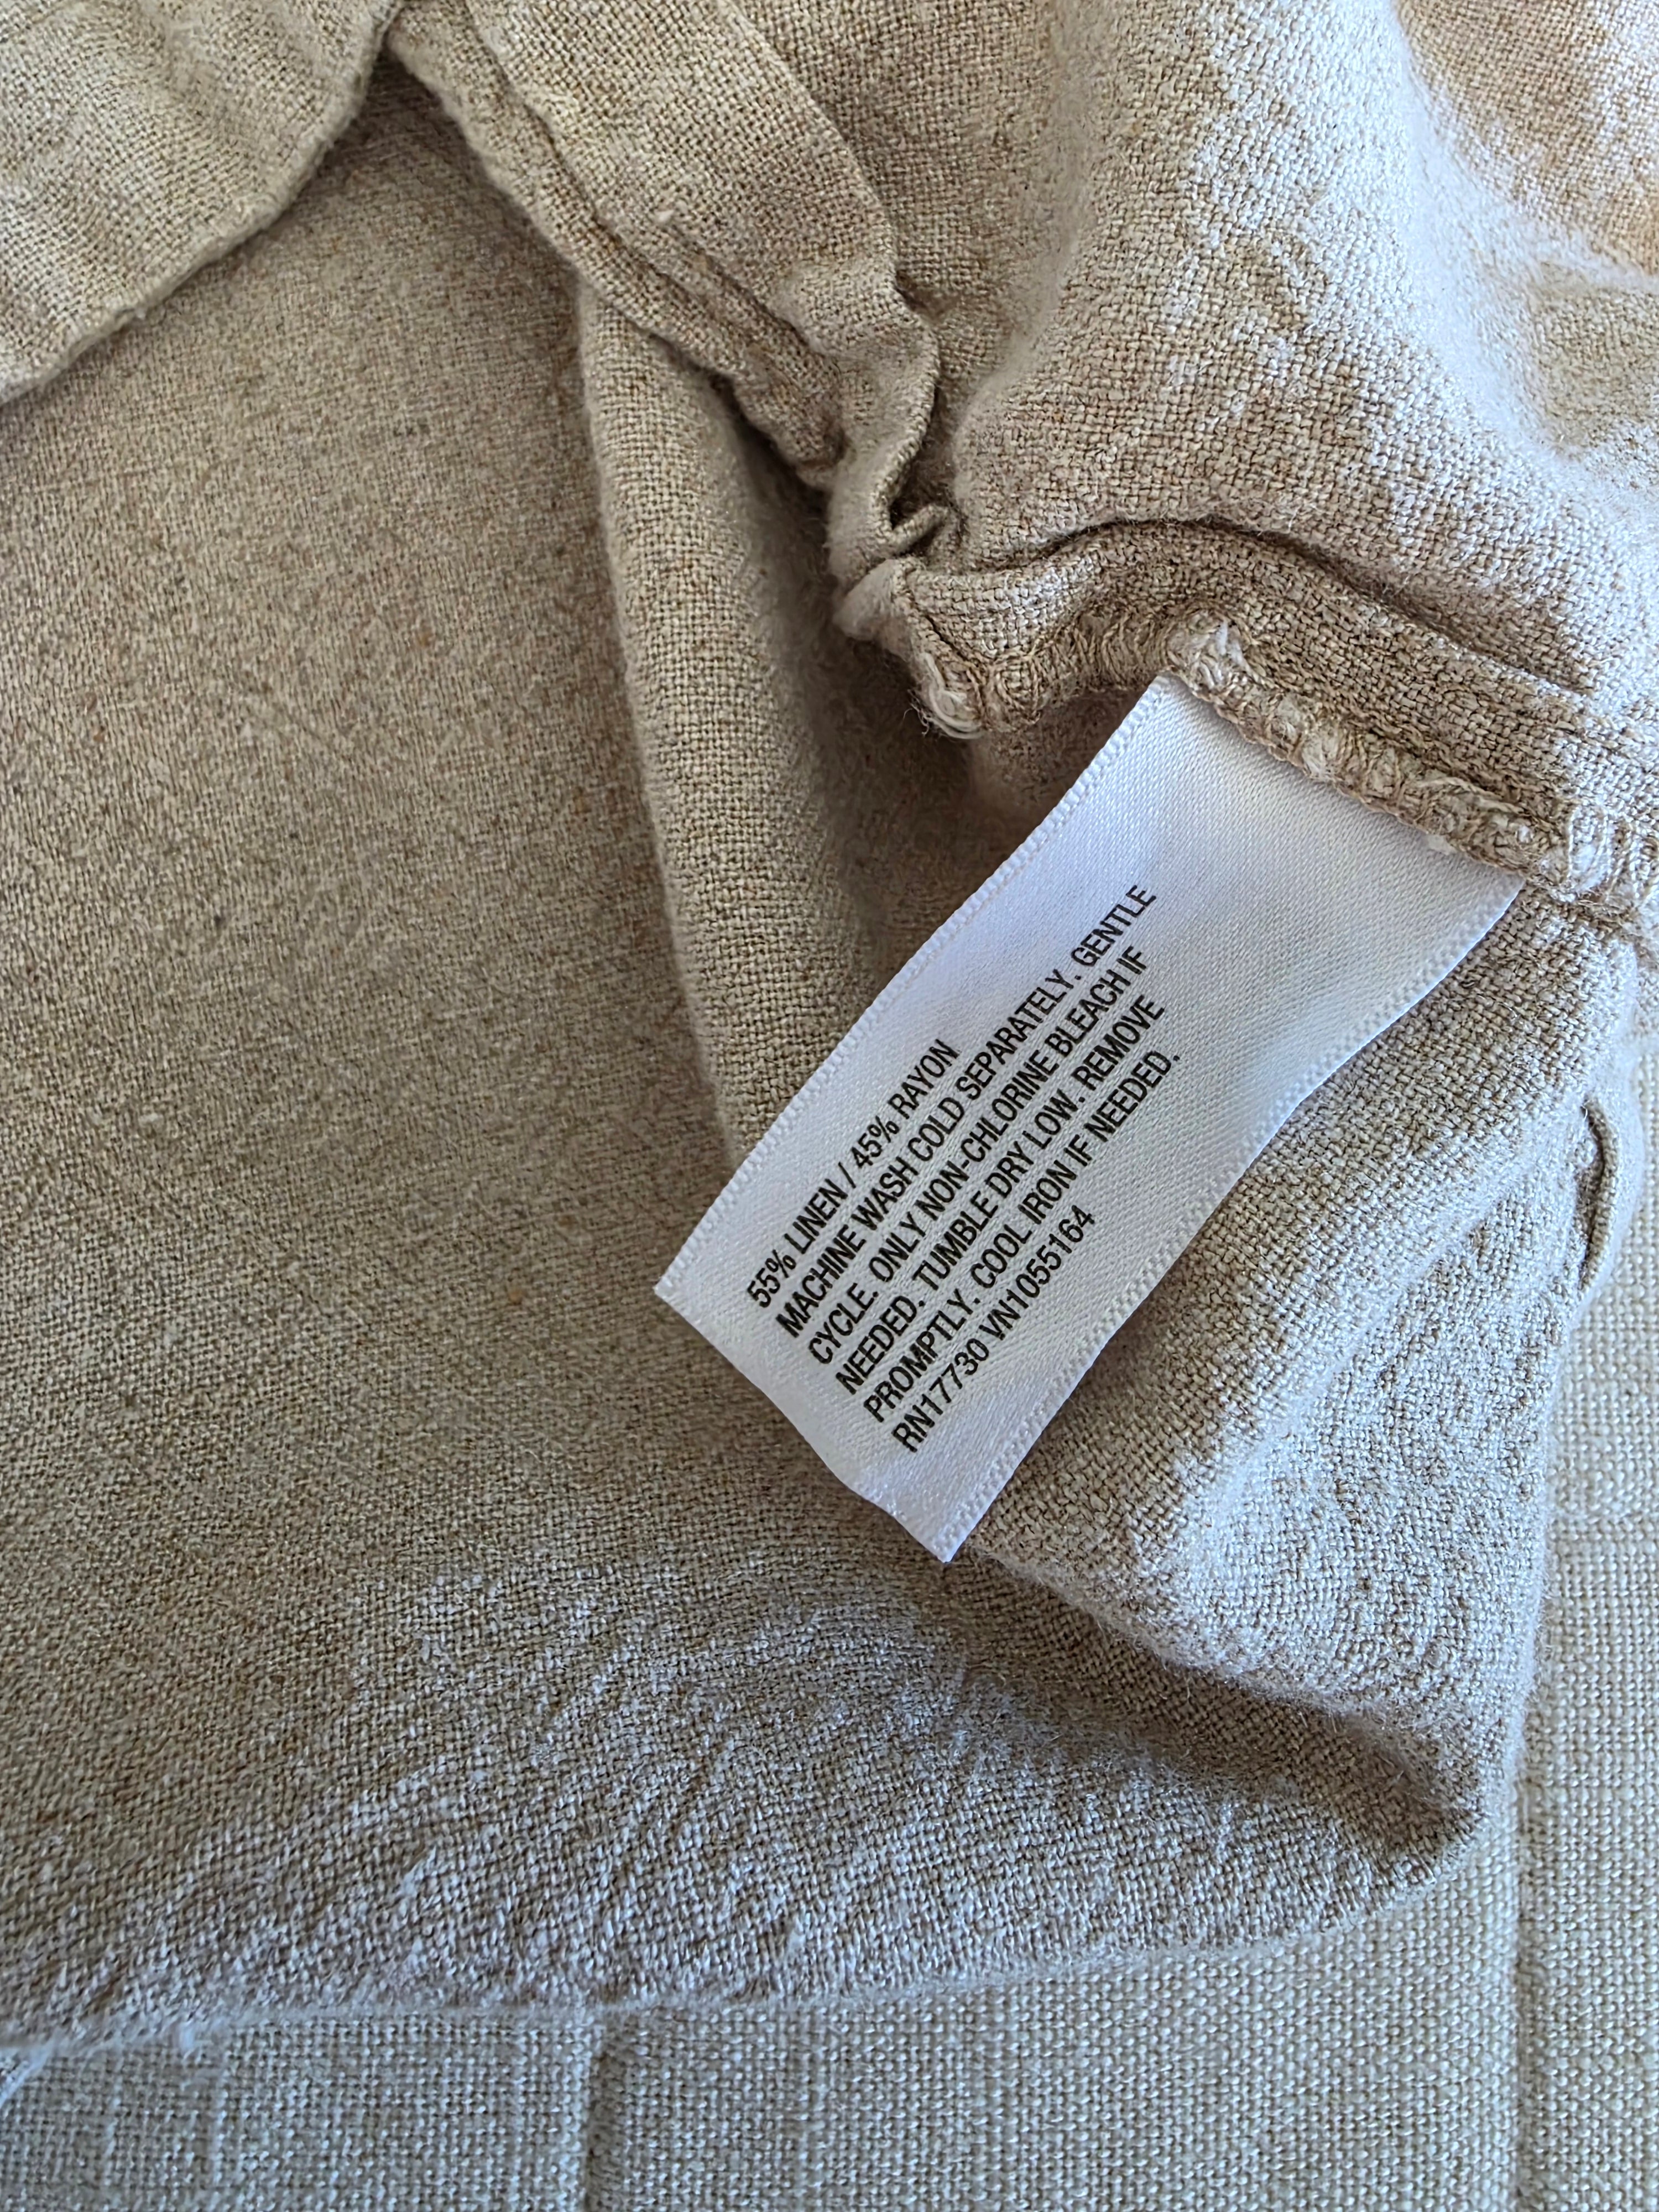 55% LINEN / 45% RAYON
MACHINE WASH COLD SEPARATELY. GENTLE
CYCLE. ONLY NON-CHLORINE BLEACH IF
NEEDED. TUMBLE DRY LOW. REMOVE
PROMPTLY. COOL IRON IF NEEDED.
RN17730 VN1055164